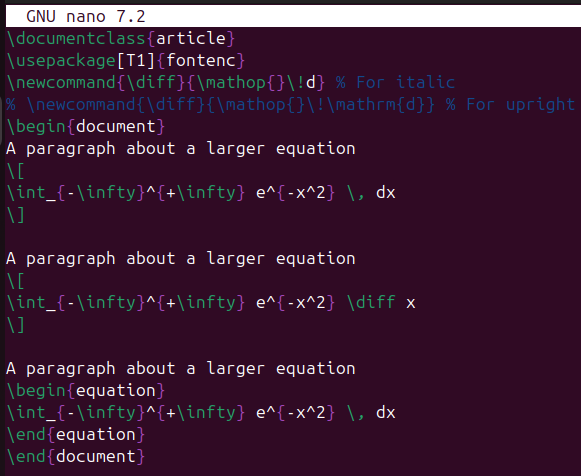 GNU nano 7.2
\documentclass{article}
\usepackage[T1]{fontenc}
\newcommand{\diff}{\mathop{}\!d} % For italic
% \newcommand{\diff}{\mathop{}\!\mathrm{d}} % For upright
\begin{document}
A paragraph about a larger equation
\[
\int_{-\infty}^{+\infty} e^{-x^2} \, dx
\]

A paragraph about a larger equation
\[
\int_{-\infty}^{+\infty} e^{-x^2} \diff x
\]

A paragraph about a larger equation
\begin{equation}
\int_{-\infty}^{+\infty} e^{-x^2} \, dx
\end{equation}
\end{document}